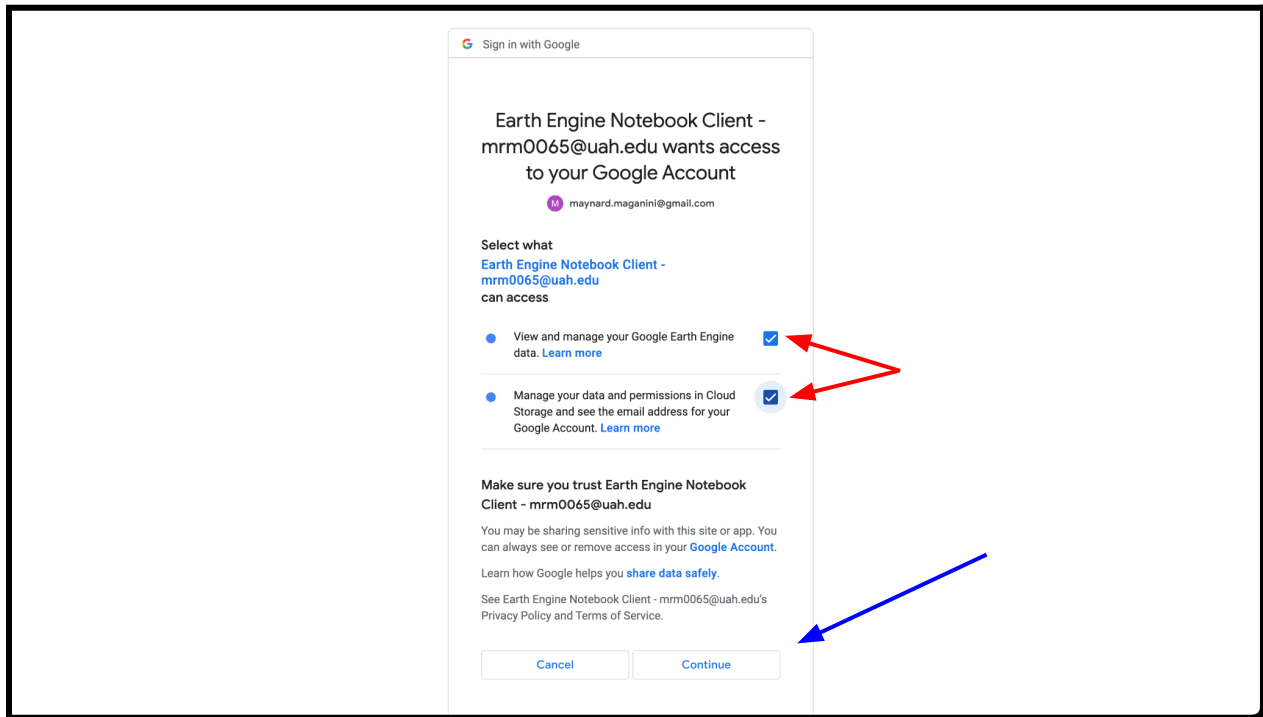 Sign in with Google
Earth Engine Notebook Client -
mrm0065@uah.edu wants access
to your Google Account
M maynard.maganini@gmail.com
Select what
Earth Engine Notebook Client -
mrm0065@uah.edu
can access
View and manage your Google Earth Engine
data. Learn more
Manage your data and permissions in Cloud
Storage and see the email address for your
Google Account. Learn more
Make sure you trust Earth Engine Notebook
Client - mrm0065@uah.edu
You may be sharing sensitive info with this site or app. You
can always see or remove access in your Google Account.
Learn how Google helps you share data safely.
See Earth Engine Notebook Client - mrm0065@uah.edu's
Privacy Policy and Terms of Service.
Cancel Continue